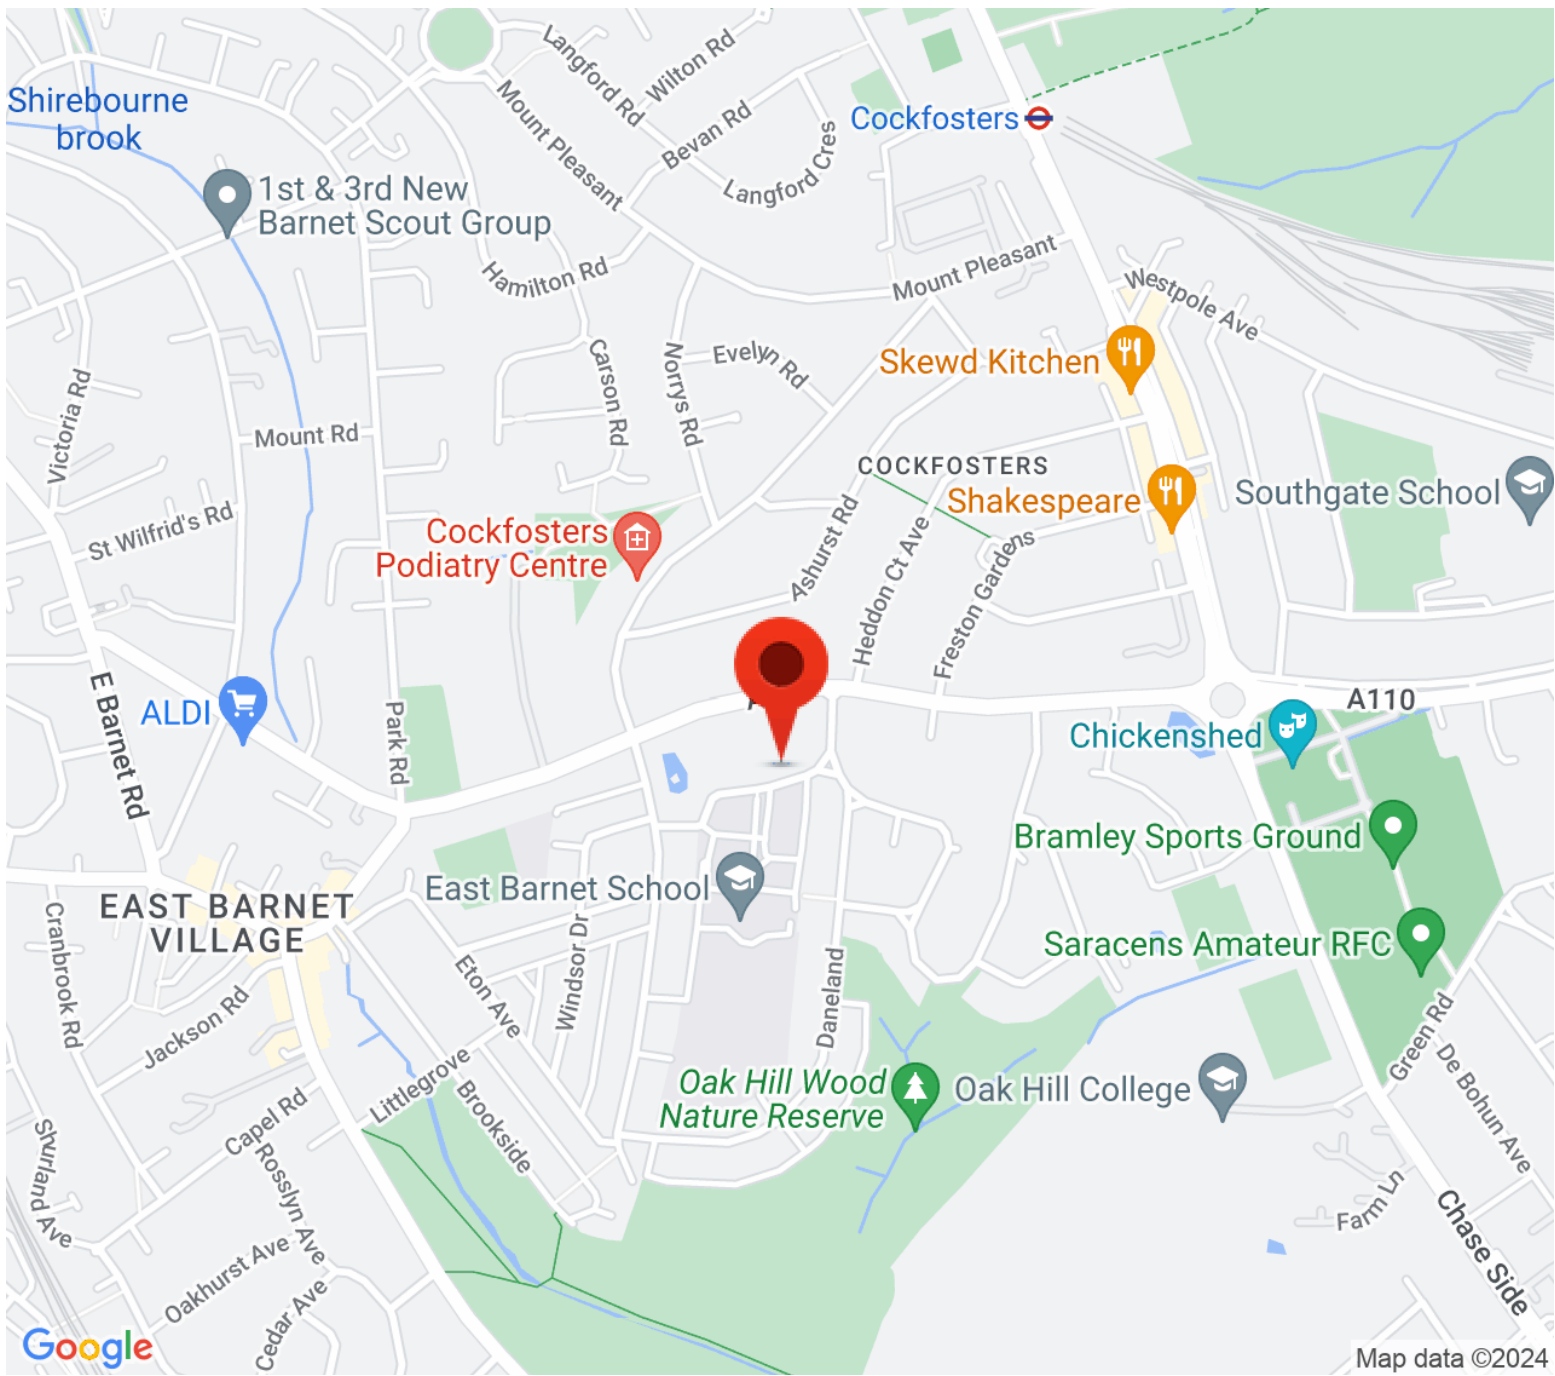 Shirebourne
brook
Langford Rd
Wilton Rd
Mount Pleasant
Bevan Rd
Langford Cres
Cockfosters
1st & 3rd New
Barnet Scout Group
Hamilton Rd
Mount Pleasant
Westpole Ave
Carson Rd
Norrys Rd
Evelyn Rd
Skewd Kitchen
Victoria Rd
Mount Rd
COCKFOSTERS
Shakespeare
Southgate School
St Wilfrid's Rd
Cockfosters
Podiatry Centre
Ashurst Rd
Heddon Ct Ave
Freston Gardens
E Barnet Rd
ALDI
Park Rd
A110
Chickenshed
Bramley Sports Ground
East Barnet School
EAST BARNET
VILLAGE
Cranbrook Rd
Windsor Dr
Saracens Amateur RFC
Eton Ave
Daneland
Jackson Rd
Green Rd
De Bohun Ave
Littlegrove
Oak Hill Wood
Nature Reserve
Oak Hill College
Capel Rd
Brookside
Shurland Ave
Rosslyn Ave
Farm Ln
Chase Side
Oakhurst Ave
Cedar Ave
Google
Map data ©2024